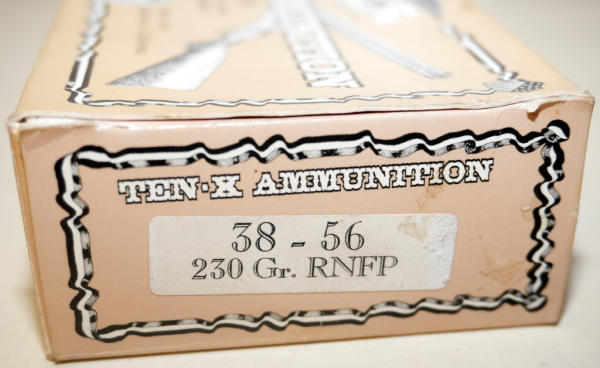 TEN-X AMMUNITION
38 - 56
230 Gr. RNFP